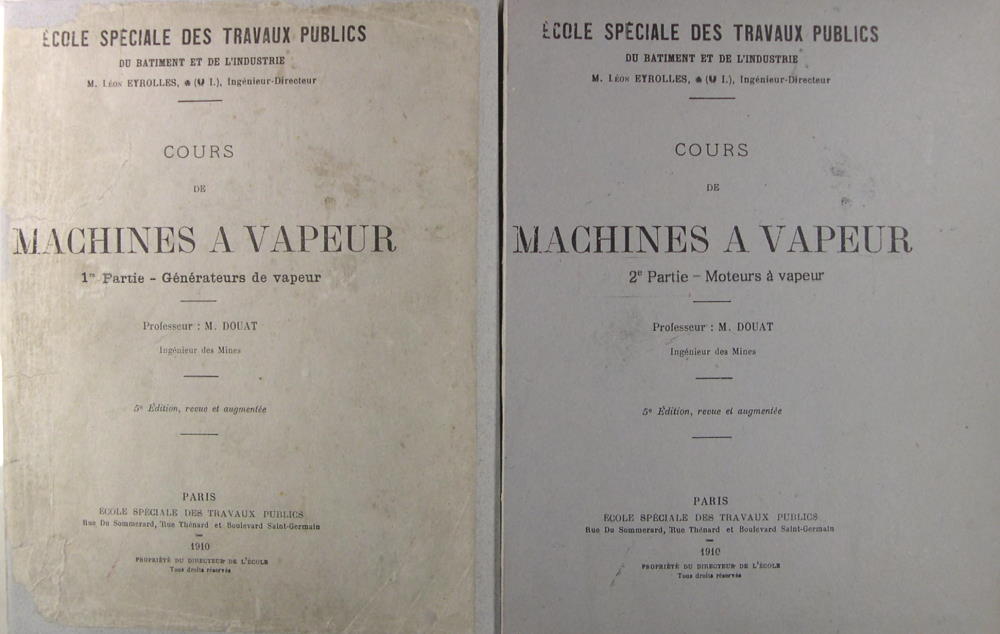 ÉCOLE SPÉCIALE DES TRAVAUX PUBLICS
DU BATIMENT ET DE L'INDUSTRIE
M. LÉON EYROLLES, (I.), Ingénieur-Directeur
COURS
DE
MACHINES A VAPEUR
1re Partie - Générateurs de vapeur
Professeur : M. DOUAT
Ingénieur des Mines
5e Édition, revue et augmentée
PARIS
ECOLE SPÉCIALE DES TRAVAUX PUBLICS
Rue Du Sommerard, Rue Thénard et Boulevard Saint-Germain
1910
PROPRIÉTÉ DU DIRECTEUR DE L'ÉCOLE
Tous droits réservés
ÉCOLE SPÉCIALE DES TRAVAUX PUBLICS
DU BATIMENT ET DE L'INDUSTRIE
M. LÉON EYROLLES, (I.), Ingénieur-Directeur
COURS
DE
MACHINES A VAPEUR
2e Partie - Moteurs à vapeur
Professeur : M. DOUAT
Ingénieur des Mines
5e Édition, revue et augmentée
PARIS
ECOLE SPÉCIALE DES TRAVAUX PUBLICS
Rue Du Sommerard, Rue Thénard et Boulevard Saint-Germain
1910
PROPRIÉTÉ DU DIRECTEUR DE L'ÉCOLE
Tous droits réservés